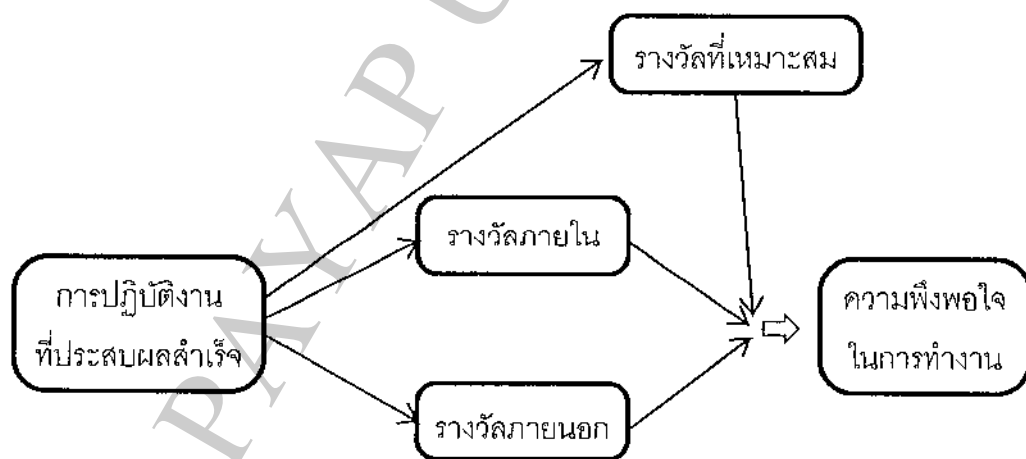 รางวัลที่เหมาะสม
รางวัลภายใน
การปฏิบัติงาน
ที่ประสบผลสำเร็จ
ความพึงพอใจ
ในการทำงาน
รางวัลภายนอก
PAYAP U